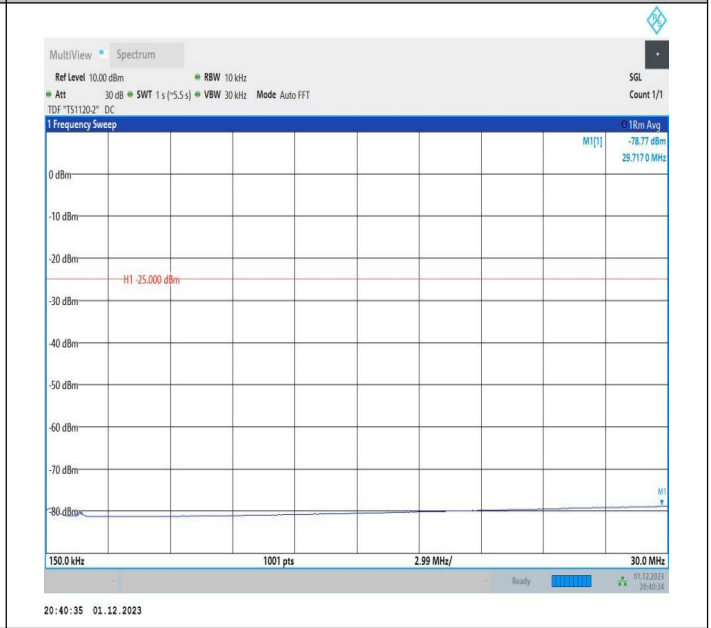 MultiView Spectrum
Ref Level 10.00 dBm RBW 10 kHz SGL
Att 30 dB SWT 1 s (~5.5 s) VBW 30 kHz Mode Auto FFT Count 1/1
TDF "TS1120-2" DC
1 Frequency Sweep 1Rm Avg
M1[1] -78.77 dBm
29.717 0 MHz
0 dBm
-10 dBm
-20 dBm
H1 -25.000 dBm
-30 dBm
-40 dBm
-50 dBm
-60 dBm
-70 dBm
M1
-80 dBm
150.0 kHz 1001 pts 2.99 MHz/ 30.0 MHz
Ready 01.12.2023
20:40:34
20:40:35 01.12.2023